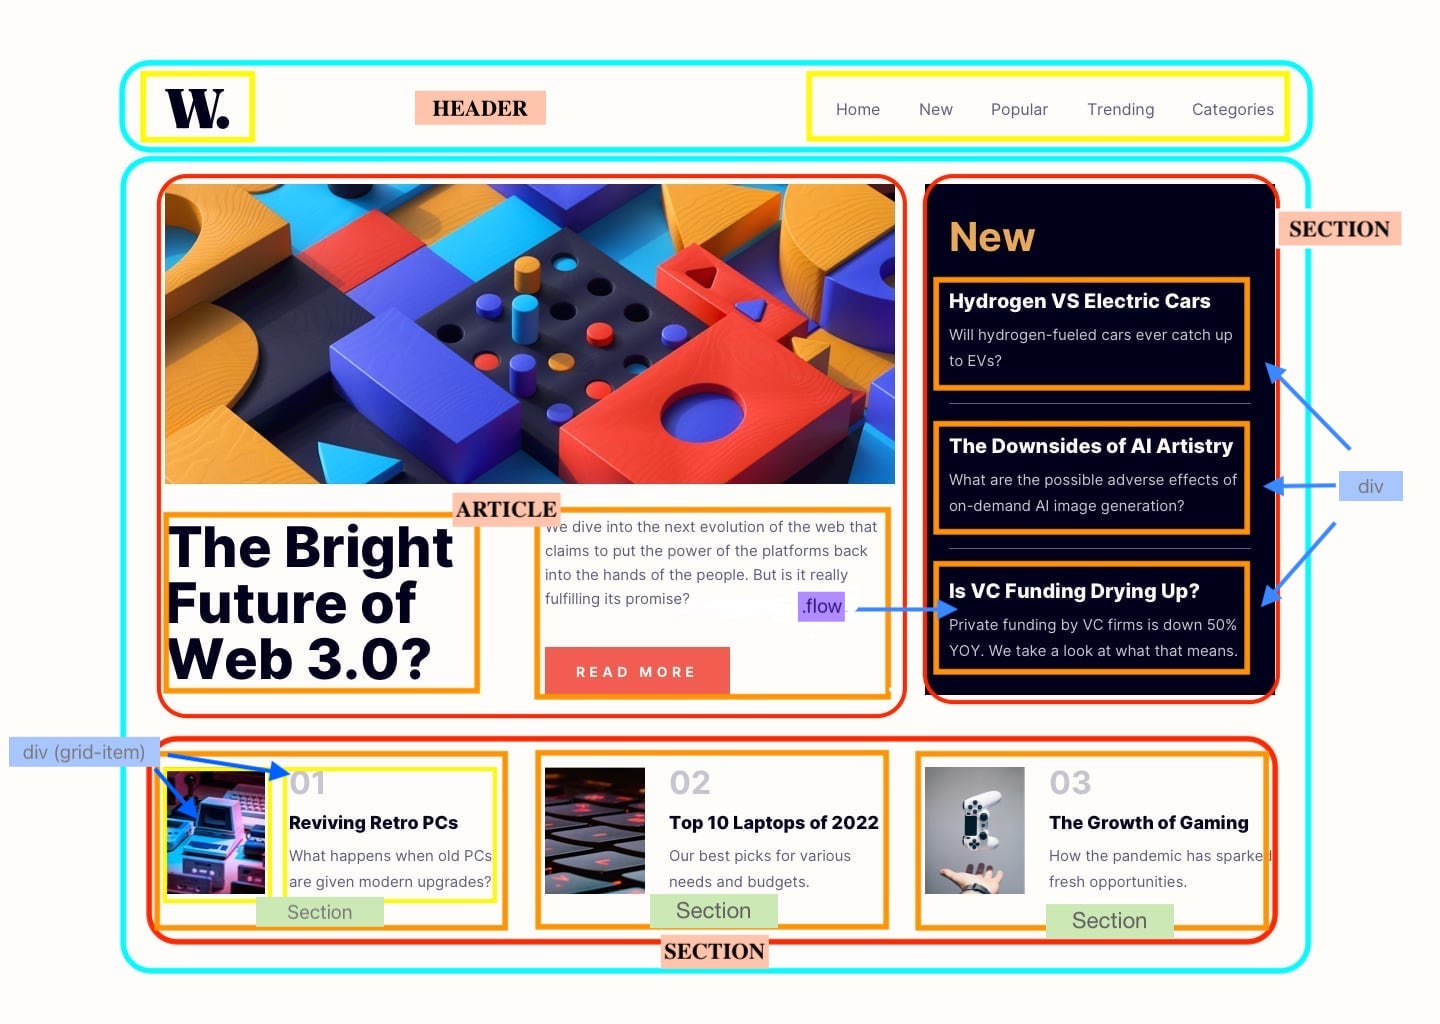 W.
HEADER
Home New Popular Trending Categories
SECTION
New
Hydrogen VS Electric Cars
Will hydrogen-fueled cars ever catch up
to EVs?
The Downsides of AI Artistry
What are the possible adverse effects of
on-demand AI image generation?
div
Is VC Funding Drying Up?
Private funding by VC firms is down 50%
YOY. We take a look at what that means.
ARTICLE
The Bright
Future of
Web 3.0?
We dive into the next evolution of the web that
claims to put the power of the platforms back
into the hands of the people. But is it really
fulfilling its promise?
.flow
READ MORE
div (grid-item)
01
Reviving Retro PCs
What happens when old PCs
are given modern upgrades?
Section
02
Top 10 Laptops of 2022
Our best picks for various
needs and budgets.
Section
03
The Growth of Gaming
How the pandemic has sparked
fresh opportunities.
Section
SECTION